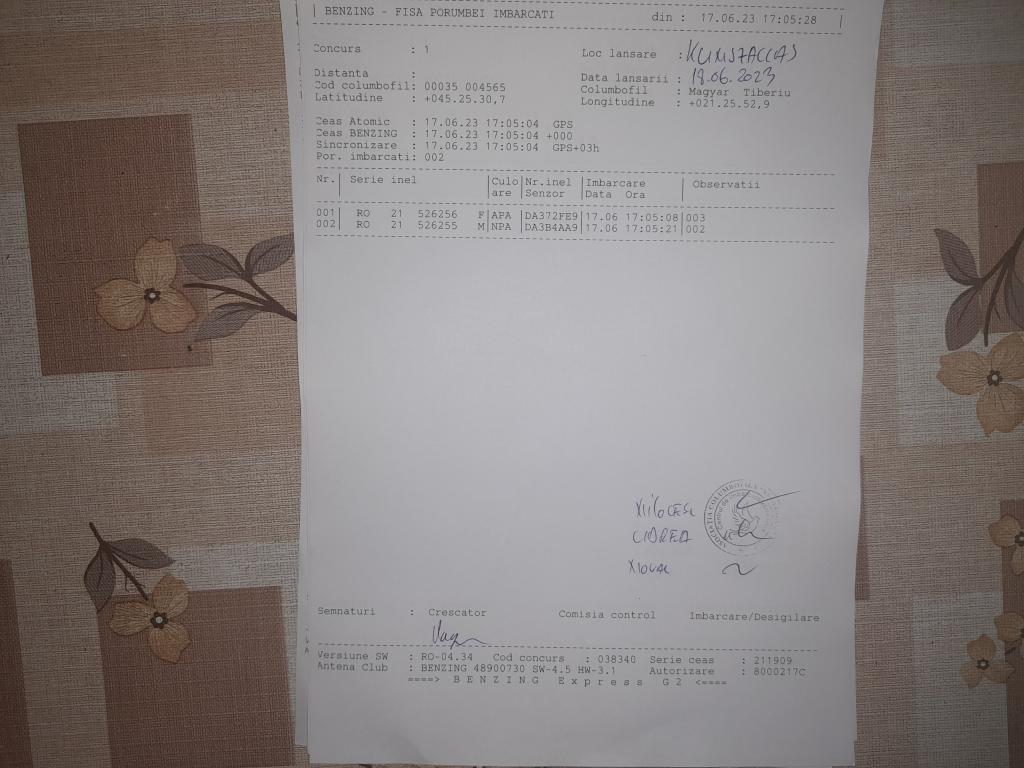 | BENZING - FISA PORUMBEI IMBARCATI din : 17.06.23 17:05:28 |
Concurs : 1 Loc lansare :
Distanta : Data lansarii : 18.06.2023
Cod columbofil: 00035 004565 Columbofil : Magyar Tiberiu
Latitudine : +045.25.30,7 Longitudine : +021.25.52,9
Ceas Atomic : 17.06.23 17:05:04 GPS
Ceas BENZING : 17.06.23 17:05:04 +000
Sincronizare : 17.06.23 17:05:04 GPS+03h
Por. imbarcati: 002
Nr.| Serie inel |Culo|Nr.inel|Imbarcare | Observatii
| |are |Senzor |Data Ora |
001| RO 21 526256 F|APA |DA372FE9|17.06 17:05:08|003
002| RO 21 526255 M|NPA |DA3B4AA9|17.06 17:05:21|002
Semnaturi : Crescator Comisia control Imbarcare/Desigilare
Versiune SW : RO-04.34 Cod concurs : 038340 Serie ceas : 211909
Antena Club : BENZING 48900730 SW-4.5 HW-3.1 Autorizare : 8000217C
====> B E N Z I N G E x p r e s s G 2 <====